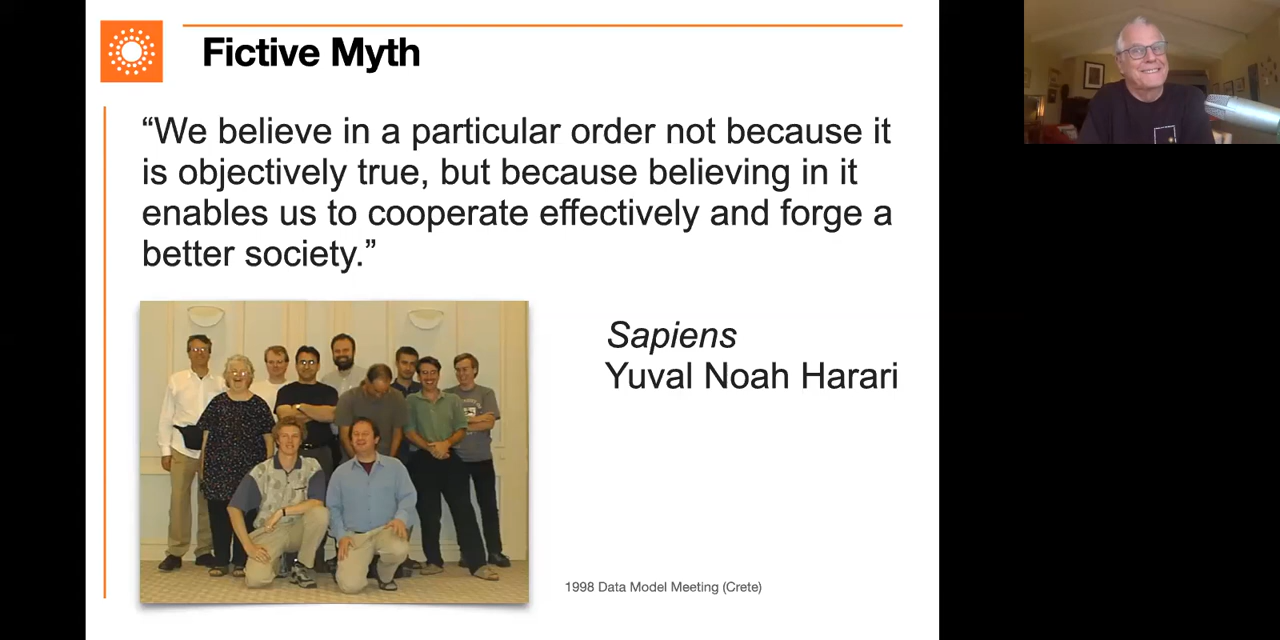 Fictive Myth
“We believe in a particular order not because it
is objectively true, but because believing in it
enables us to cooperate effectively and forge a
better society.”
Sapiens
Yuval Noah Harari
1998 Data Model Meeting (Crete)